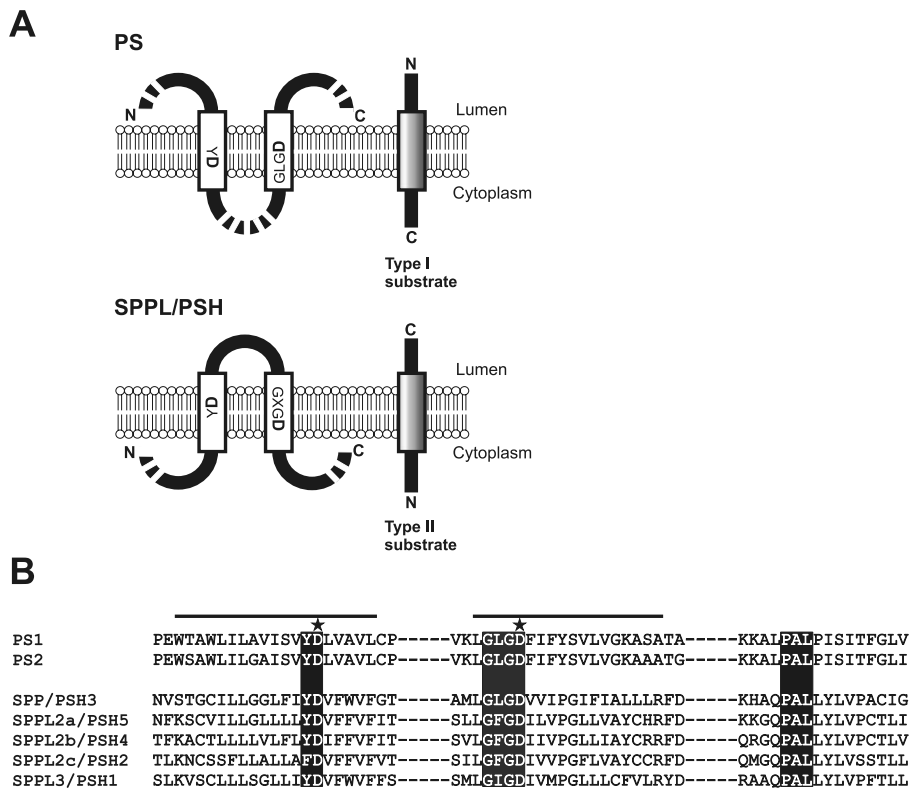 A
PS
N
N
C
Lumen
YD
GLGD
Cytoplasm
C
Type I
substrate
SPPL/PSH
C
Lumen
YD
GXGD
N
C
Cytoplasm
N
Type II
substrate
B
PS1 PEWTAWLILAVISVYDLVAVLCP-----VKLGLGDFIFYSVLVGKASATA-----KKALPALPISITFGLV
PS2 PEWSAWLILGAISVYDLVAVLCP-----VKLGLGDFIFYSVLVGKAAATG-----KKALPALPISITFGLI
SPP/PSH3 NVSTGCILLGGLFIYDVFWVFGT-----AMLGLGDVVIPGIFIALLLRFD-----KHAQPALLYLVPACIG
SPPL2a/PSH5 NFKSCVILLGLLLLYDVFFVFIT-----SLLGFGDILVPGLLVAYCHRFD-----KKGQPALLYLVPCTLI
SPPL2b/PSH4 TFKACTLLLLVLFLYDIFFVFIT-----SVLGFGDIIVPGLLIAYCRRFD-----QRGQPALLYLVPCTLV
SPPL2c/PSH2 TLKNCSSFLLALLAFDVFFVFVT-----SILGFGDIVVPGFLVAYCCRFD-----QMGQPALLYLVSSTLL
SPPL3/PSH1 SLKVSCLLLSGLLIYDVFWVFFS-----SMLGIGDIVMPGLLLCFVLRYD-----RAAQPALLYLVPFTLL